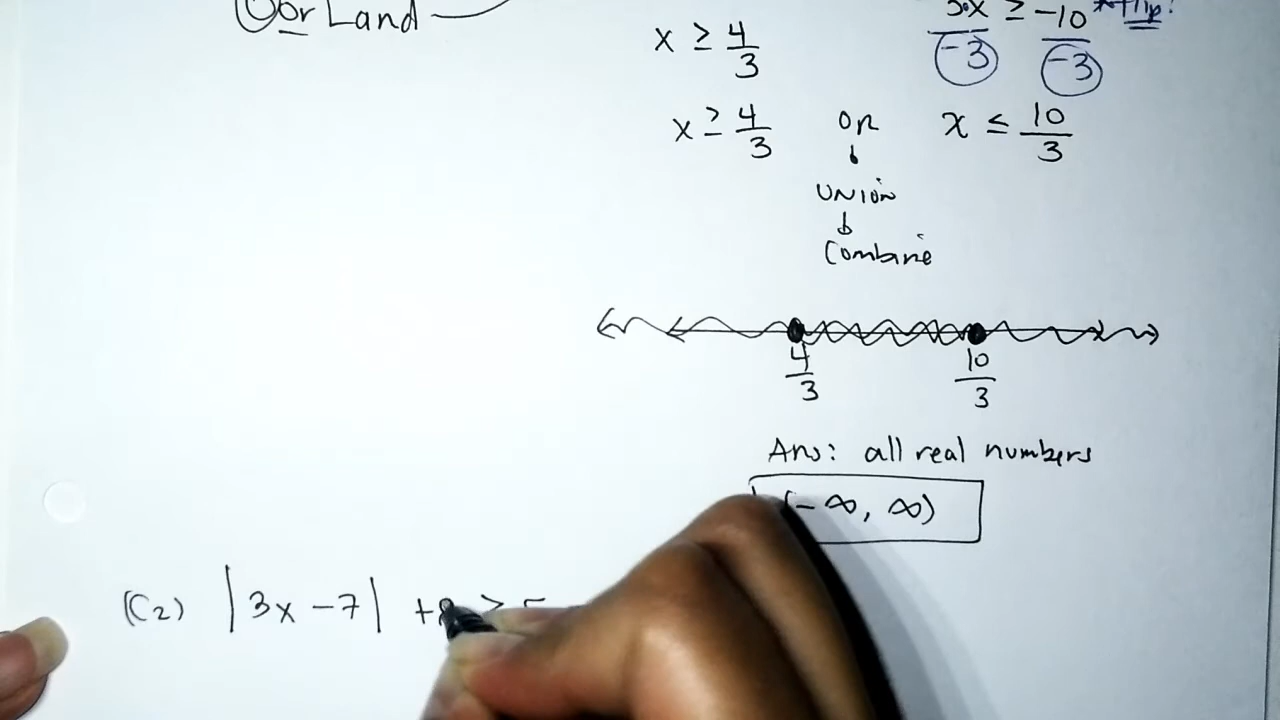 Oor Land
3x ≥ -10 *flip!
x ≥ 4/3
-3 -3
x ≥ 4/3 or x ≤ 10/3
union
Combine
4/3 10/3
Ans: all real numbers
(-∞, ∞)
(C2) |3x - 7| + >